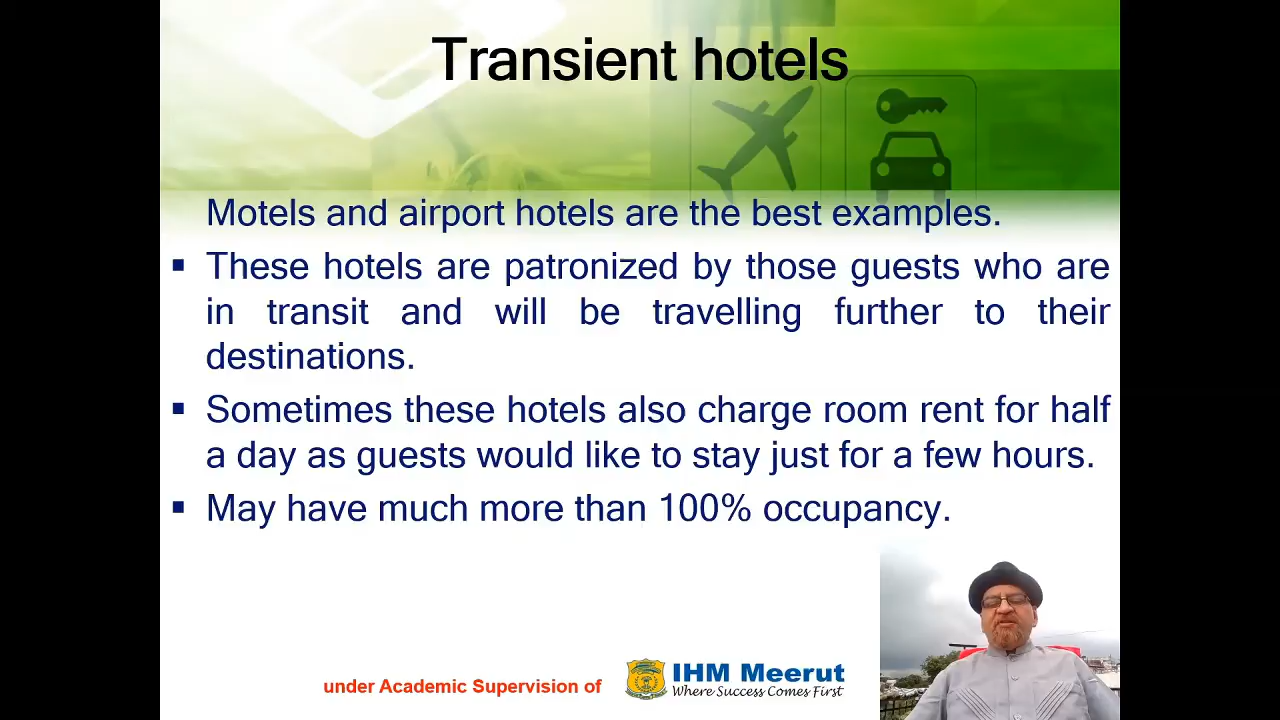 Transient hotels
Motels and airport hotels are the best examples.
▪ These hotels are patronized by those guests who are
in transit and will be travelling further to their
destinations.
▪ Sometimes these hotels also charge room rent for half
a day as guests would like to stay just for a few hours.
▪ May have much more than 100% occupancy.
under Academic Supervision of
IHM Meerut
Where Success Comes First